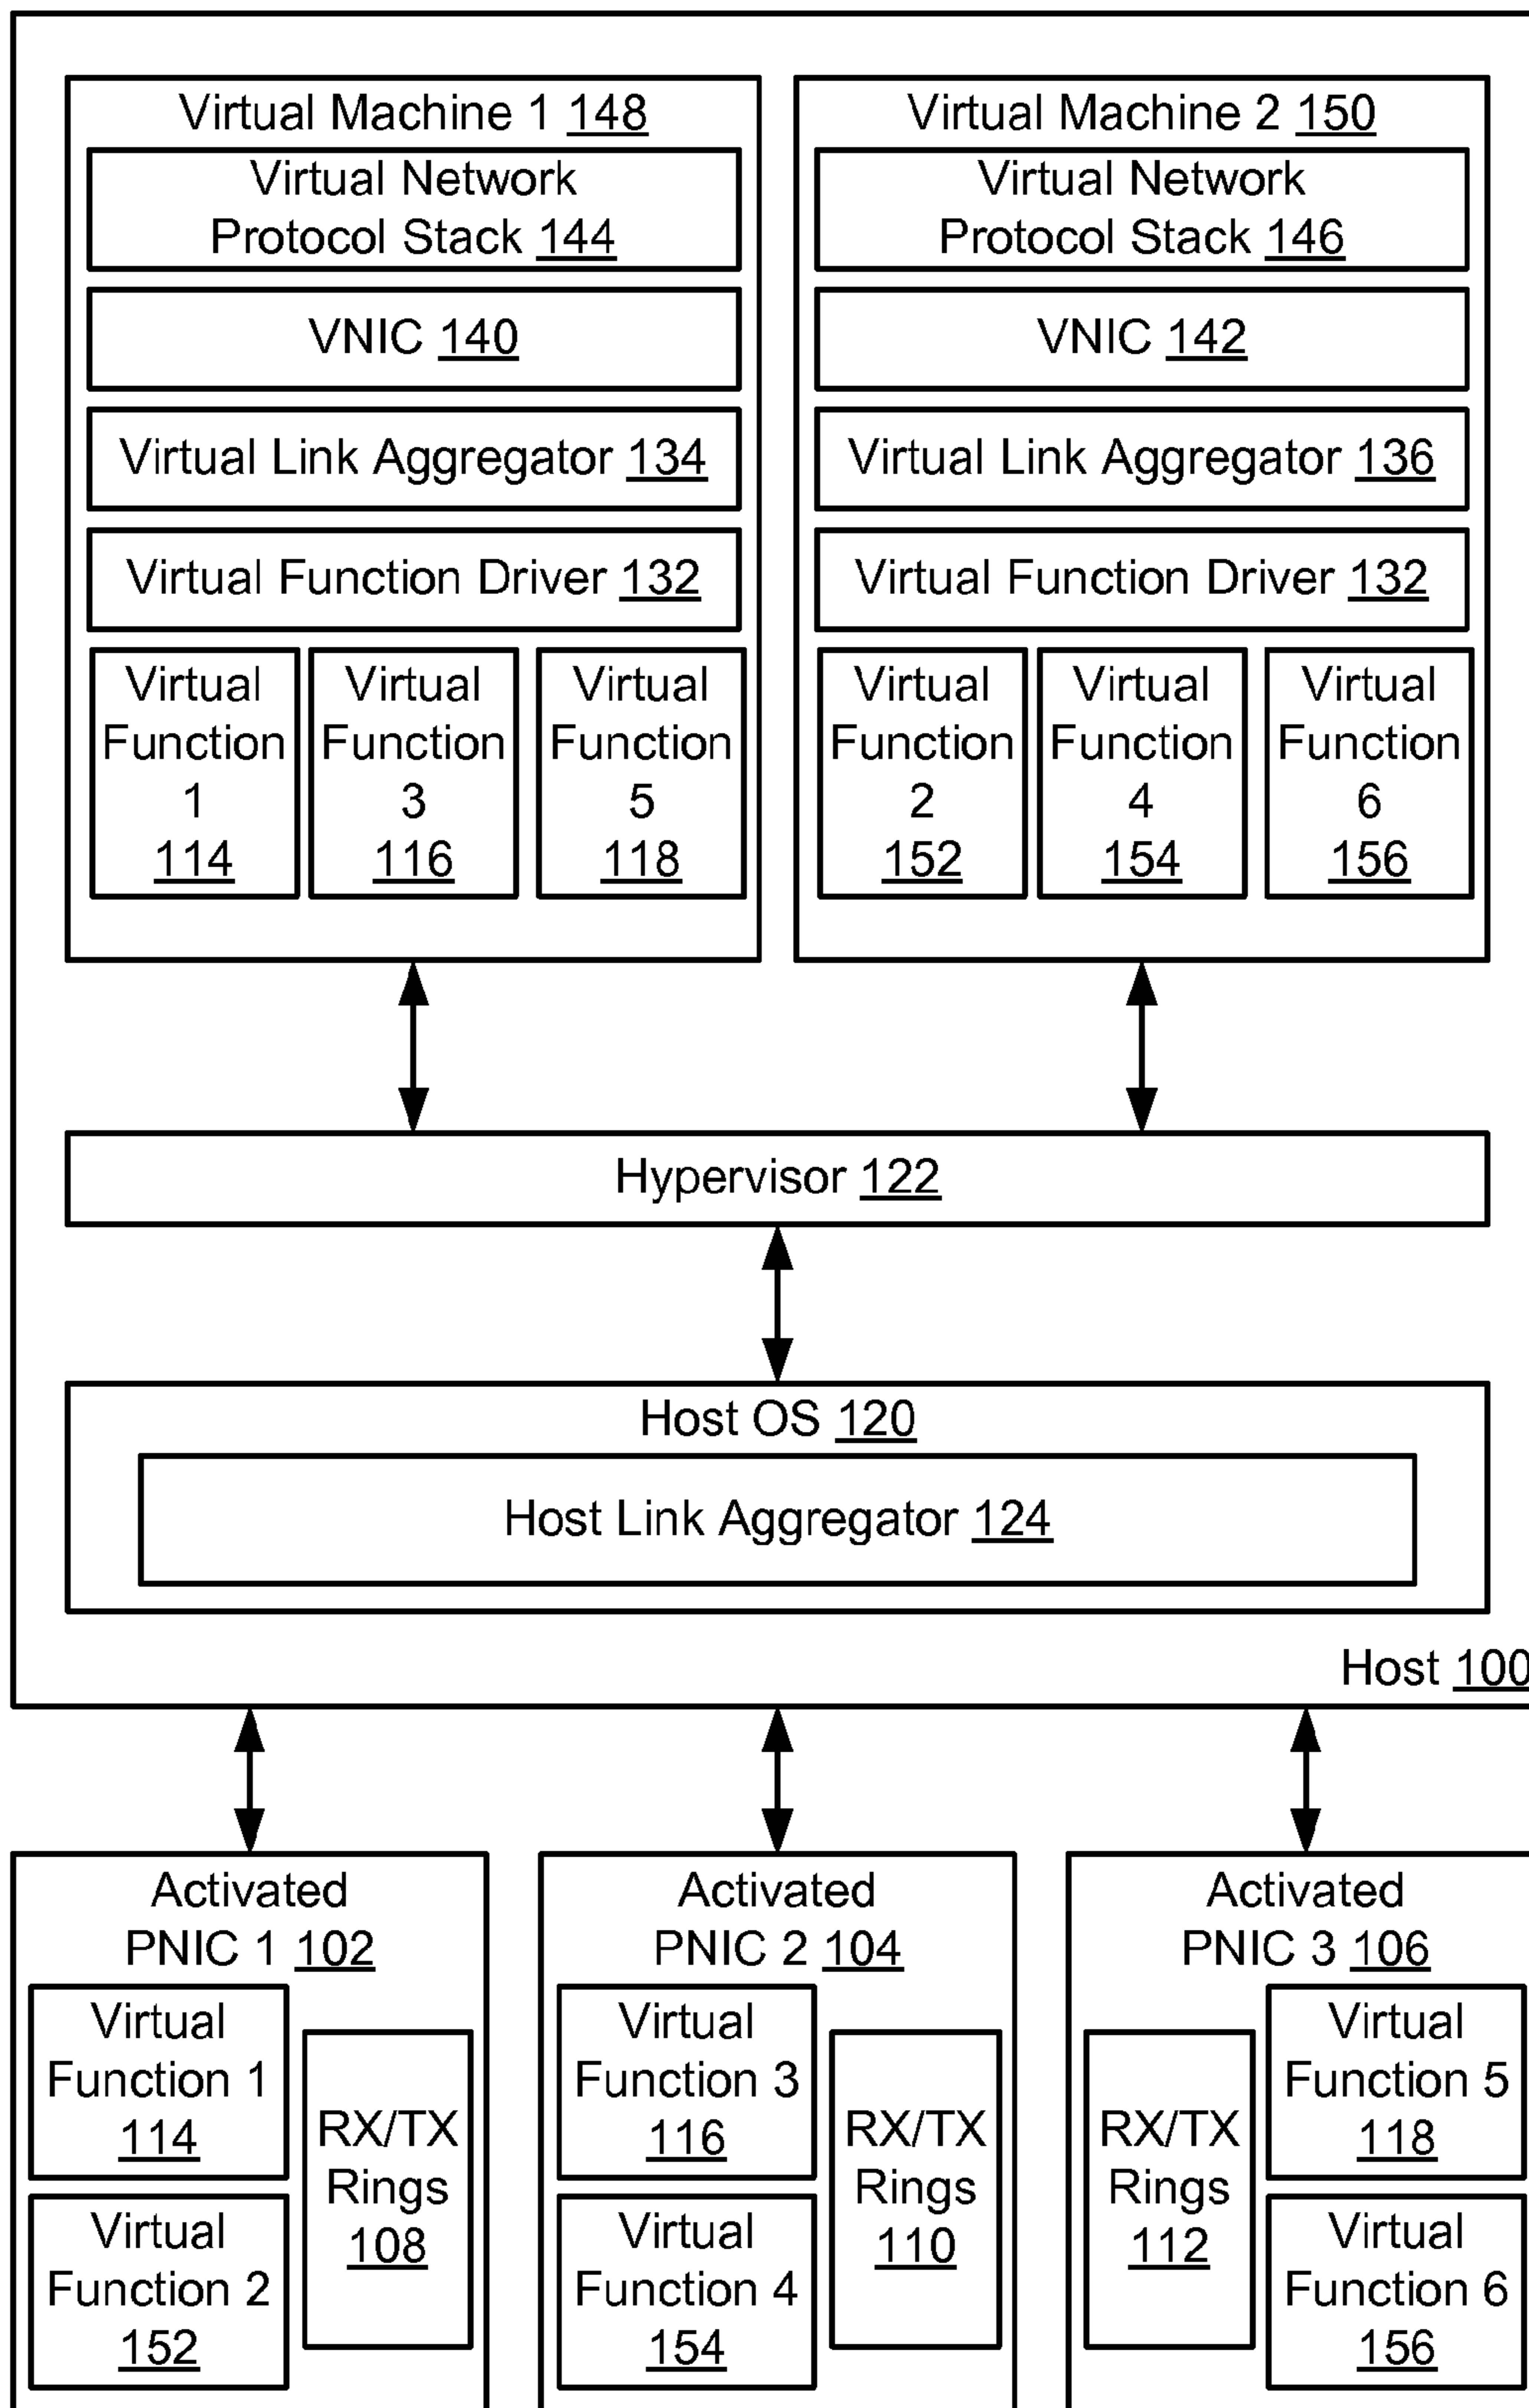 Virtual Machine 1 148
Virtual Network
Protocol Stack 144
VNIC 140
Virtual Link Aggregator 134
Virtual Function Driver 132
Virtual
Function
1
114
Virtual
Function
3
116
Virtual
Function
5
118
Virtual Machine 2 150
Virtual Network
Protocol Stack 146
VNIC 142
Virtual Link Aggregator 136
Virtual Function Driver 132
Virtual
Function
2
152
Virtual
Function
4
154
Virtual
Function
6
156
Hypervisor 122
Host OS 120
Host Link Aggregator 124
Host 100
Activated
PNIC 1 102
Virtual
Function 1
114
Virtual
Function 2
152
RX/TX
Rings
108
Activated
PNIC 2 104
Virtual
Function 3
116
Virtual
Function 4
154
RX/TX
Rings
110
Activated
PNIC 3 106
RX/TX
Rings
112
Virtual
Function 5
118
Virtual
Function 6
156